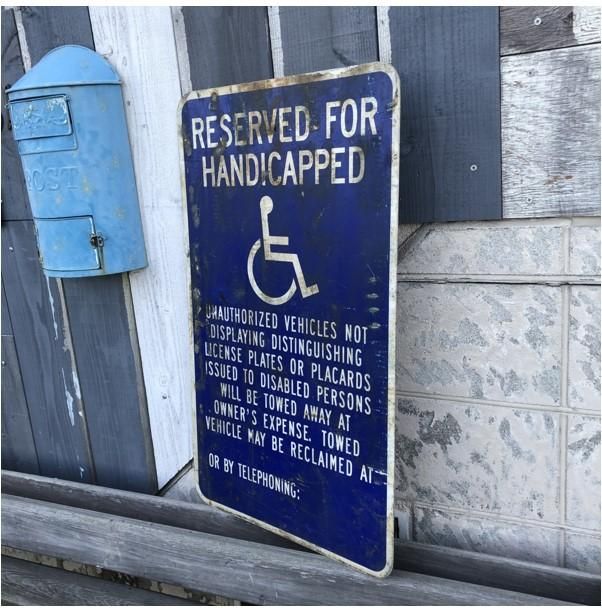 POST
RESERVED FOR
HANDICAPPED
UNAUTHORIZED VEHICLES NOT
DISPLAYING DISTINGUISHING
LICENSE PLATES OR PLACARDS
ISSUED TO DISABLED PERSONS
WILL BE TOWED AWAY AT
OWNER'S EXPENSE. TOWED
VEHICLE MAY BE RECLAIMED AT
OR BY TELEPHONING: